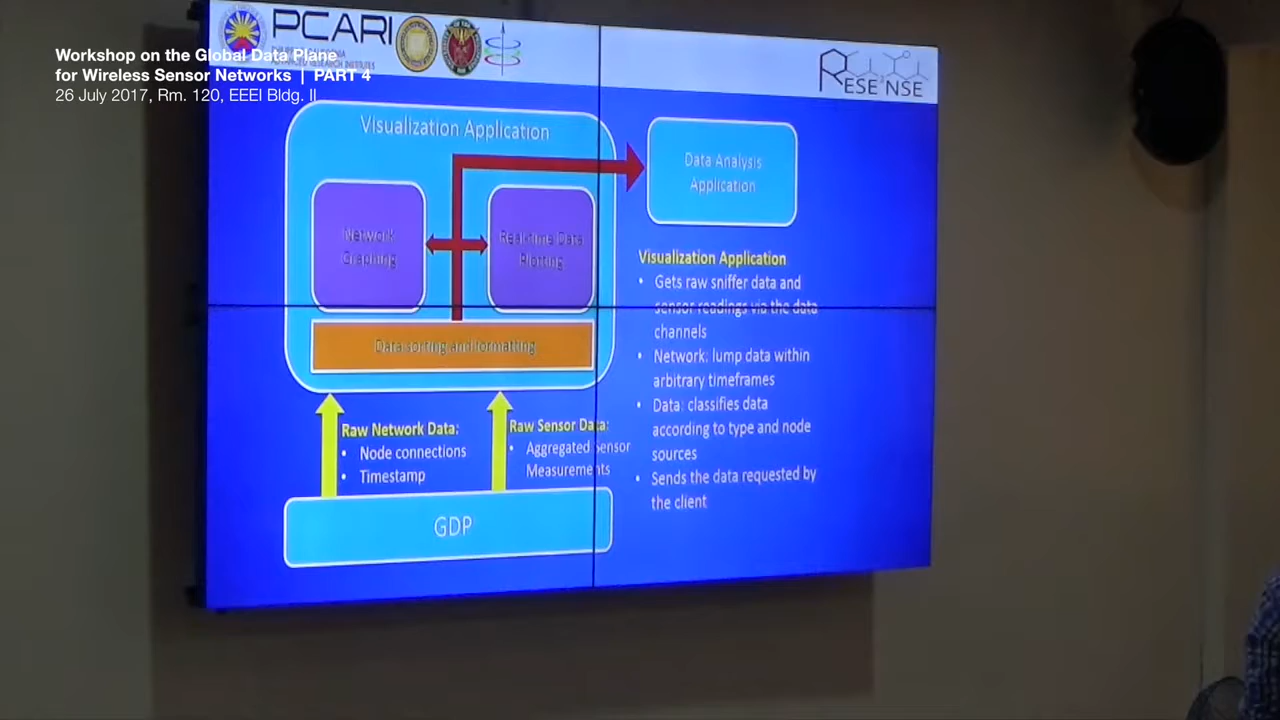 Workshop on the Global Data Plane
for Wireless Sensor Networks | PART 4
26 July 2017, Rm. 120, EEEI Bldg. II
PCARI
RESE NSE
Visualization Application
Network
Graphing
Real-time Data
Plotting
Data sorting and formatting
Data Analysis
Application
Raw Network Data:
• Node connections
• Timestamp
Raw Sensor Data:
• Aggregated Sensor
Measurements
GDP
Visualization Application
• Gets raw sniffer data and
sensor readings via the data
channels
• Network: lump data within
arbitrary timeframes
• Data: classifies data
according to type and node
sources
• Sends the data requested by
the client